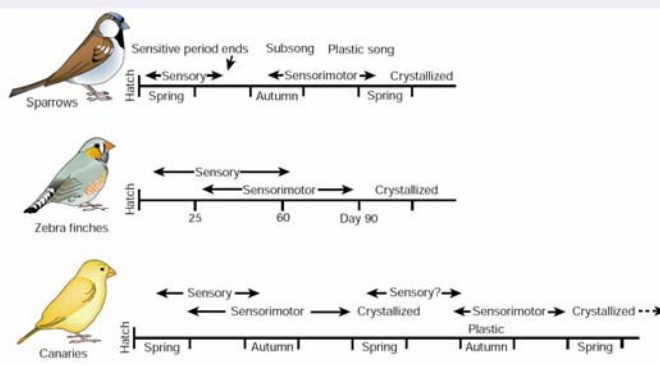 Sensitive period ends Subsong Plastic song
Sensory Sensorimotor Crystallized
Hatch
Spring Autumn Spring
Sparrows
Sensory
Sensorimotor Crystallized
Hatch
25 60 Day 90
Zebra finches
Sensory Sensory?
Sensorimotor Crystallized Sensorimotor Crystallized
Plastic
Hatch
Spring Autumn Spring Autumn Spring
Canaries